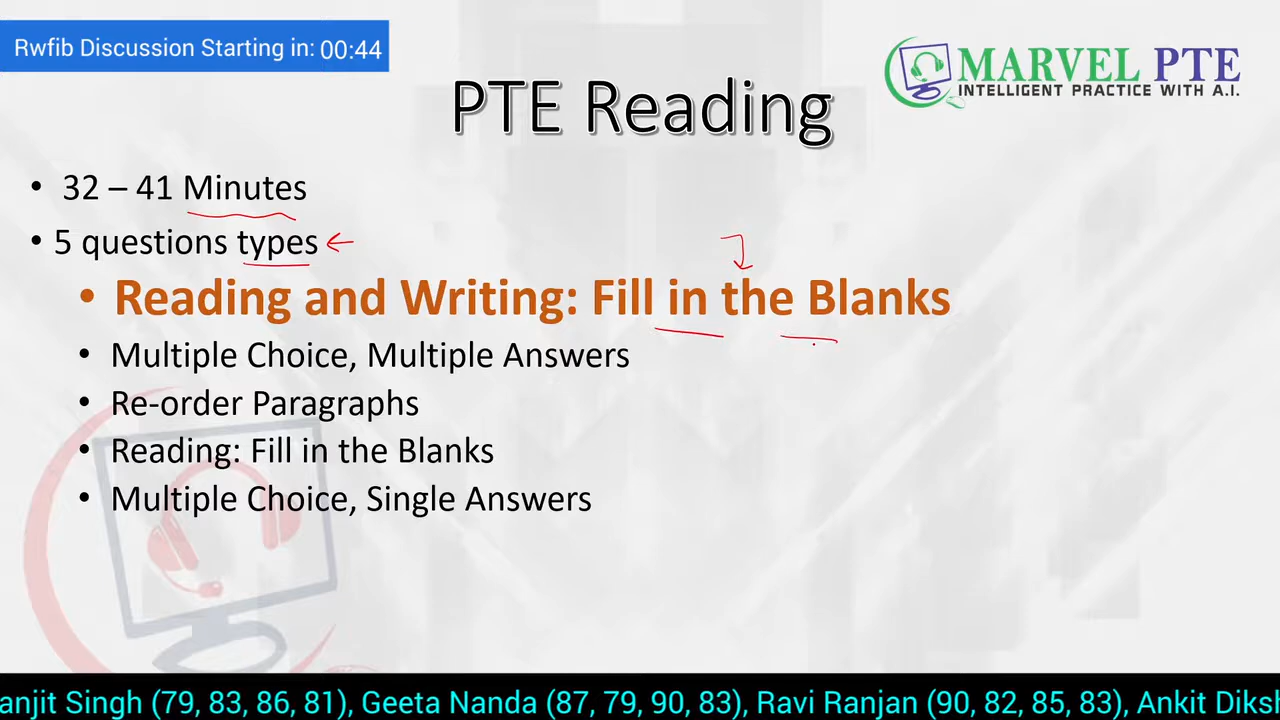 Rwfib Discussion Starting in: 00:44
MARVEL PTE
INTELLIGENT PRACTICE WITH A.I.
PTE Reading
• 32 – 41 Minutes
• 5 questions types
• Reading and Writing: Fill in the Blanks
• Multiple Choice, Multiple Answers
• Re-order Paragraphs
• Reading: Fill in the Blanks
• Multiple Choice, Single Answers
anjit Singh (79, 83, 86, 81), Geeta Nanda (87, 79, 90, 83), Ravi Ranjan (90, 82, 85, 83), Ankit Diksh